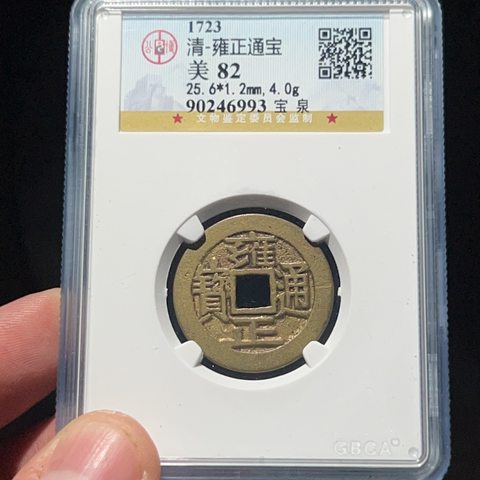 1723
清-雍正通宝
美 82
25.6*1.2mm,4.0g
90246993 宝 泉
★ 文物鉴定委员会监制 ★
雍
寶 通
正
GBCA